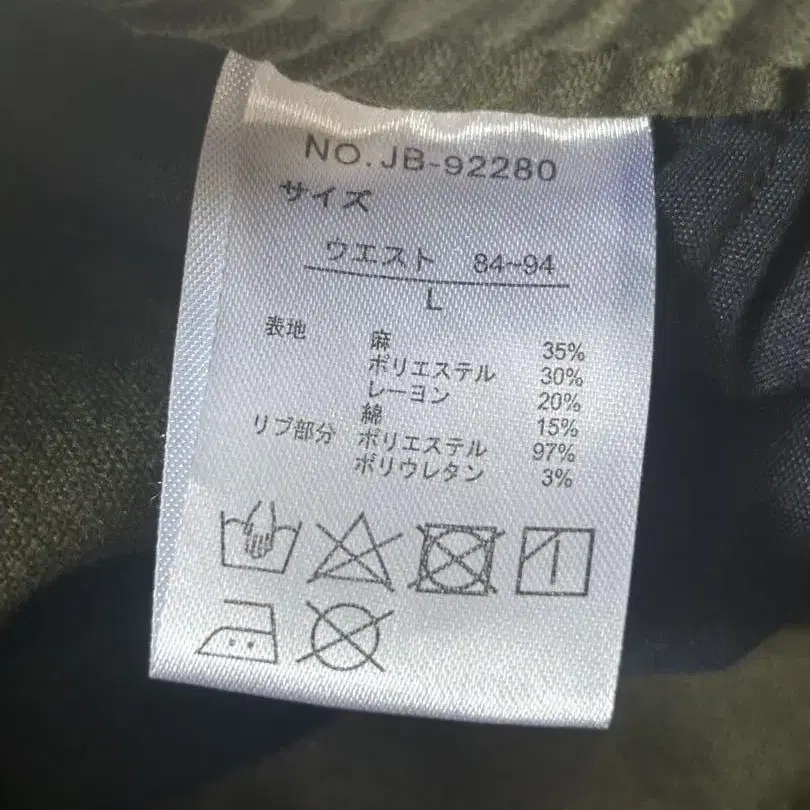 NO.JB-92280
サイズ
ウエスト 84~94
L
表地 麻 35%
ポリエステル 30%
レーヨン 20%
綿 15%
リブ部分 ポリエステル 97%
ポリウレタン 3%